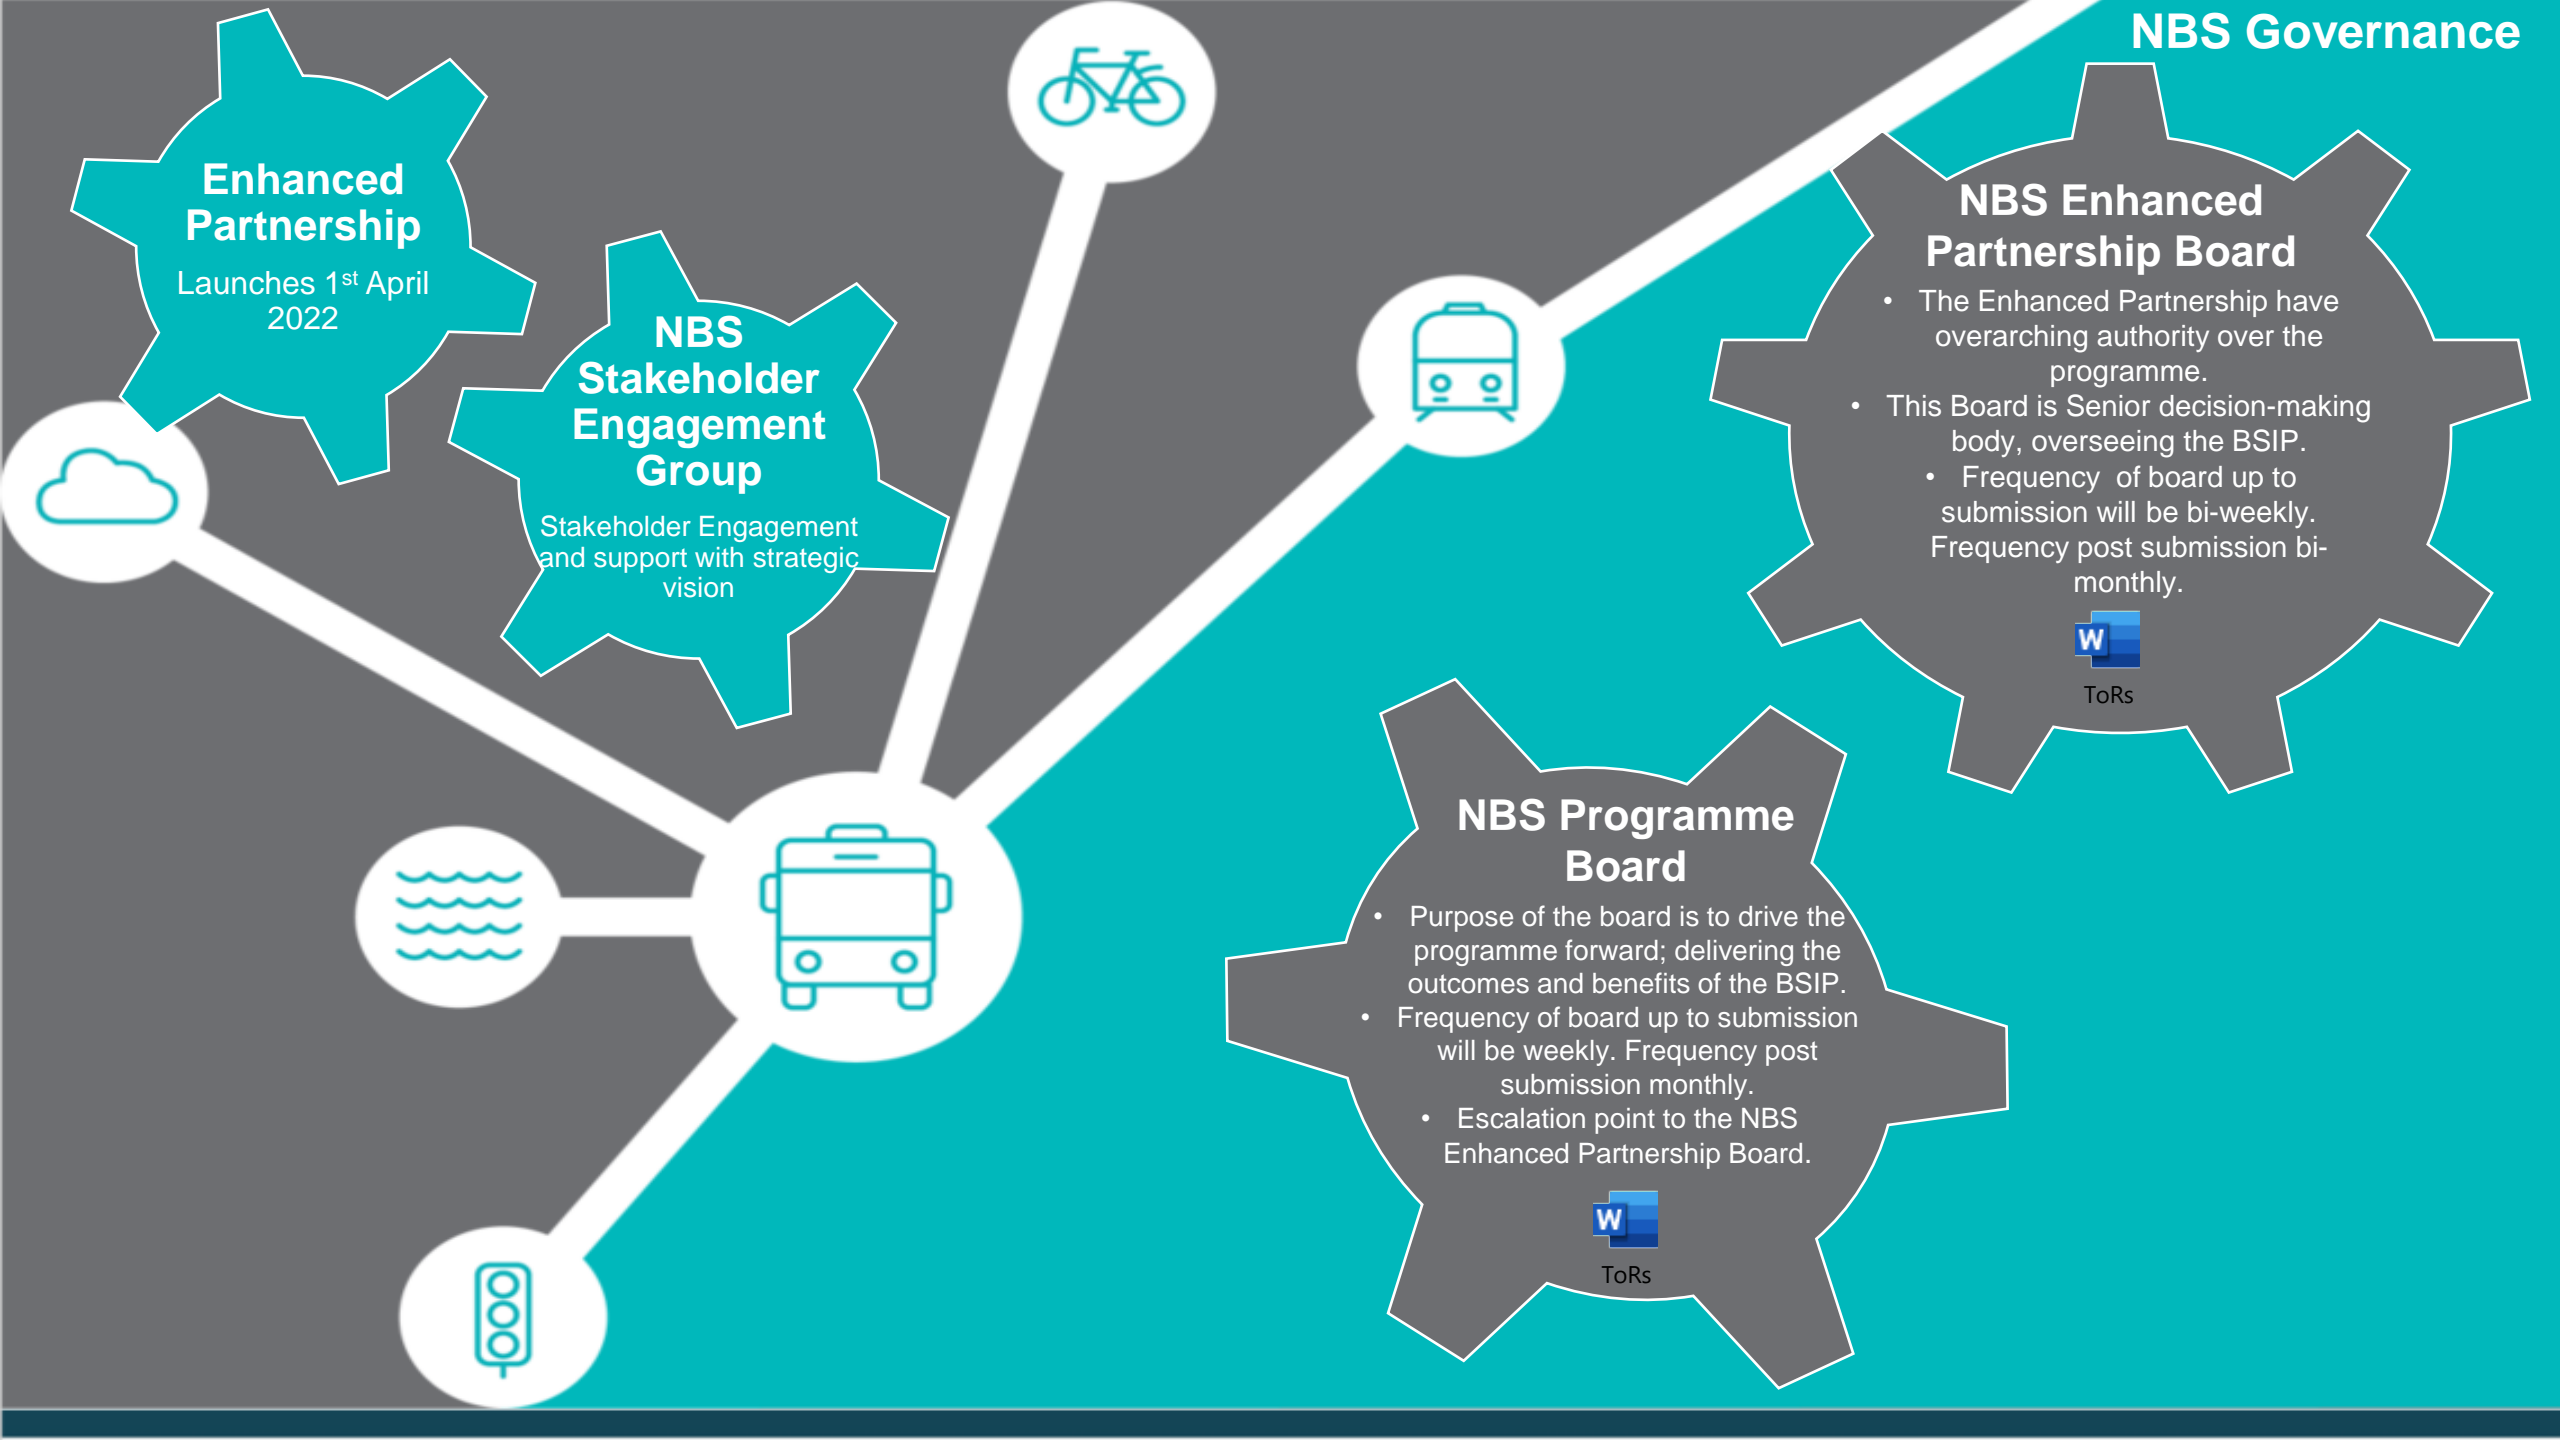 NBS Governance
Enhanced
Partnership
Launches 1st April
2022
NBS
Stakeholder
Engagement
Group
Stakeholder Engagement
and support with strategic
vision
NBS Enhanced
Partnership Board
• The Enhanced Partnership have
overarching authority over the
programme.
• This Board is Senior decision-making
body, overseeing the BSIP.
• Frequency of board up to
submission will be bi-weekly.
Frequency post submission bi-
monthly.
W
ToRs
NBS Programme
Board
• Purpose of the board is to drive the
programme forward; delivering the
outcomes and benefits of the BSIP.
• Frequency of board up to submission
will be weekly. Frequency post
submission monthly.
• Escalation point to the NBS
Enhanced Partnership Board.
W
ToRs